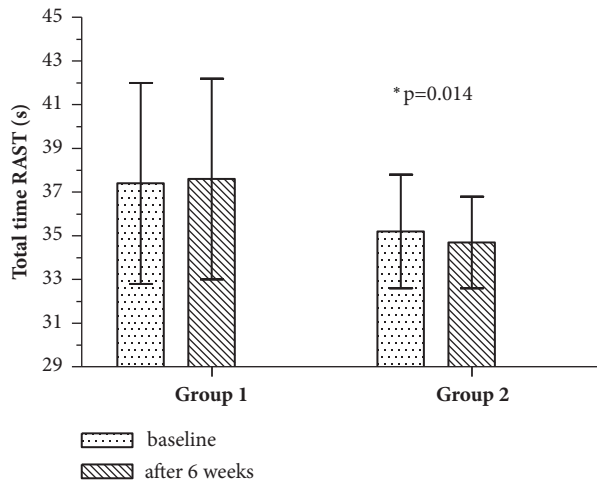 Total time RAST (s)
45
43
41
39
37
35
33
31
29
*p=0.014
Group 1
Group 2
baseline
after 6 weeks